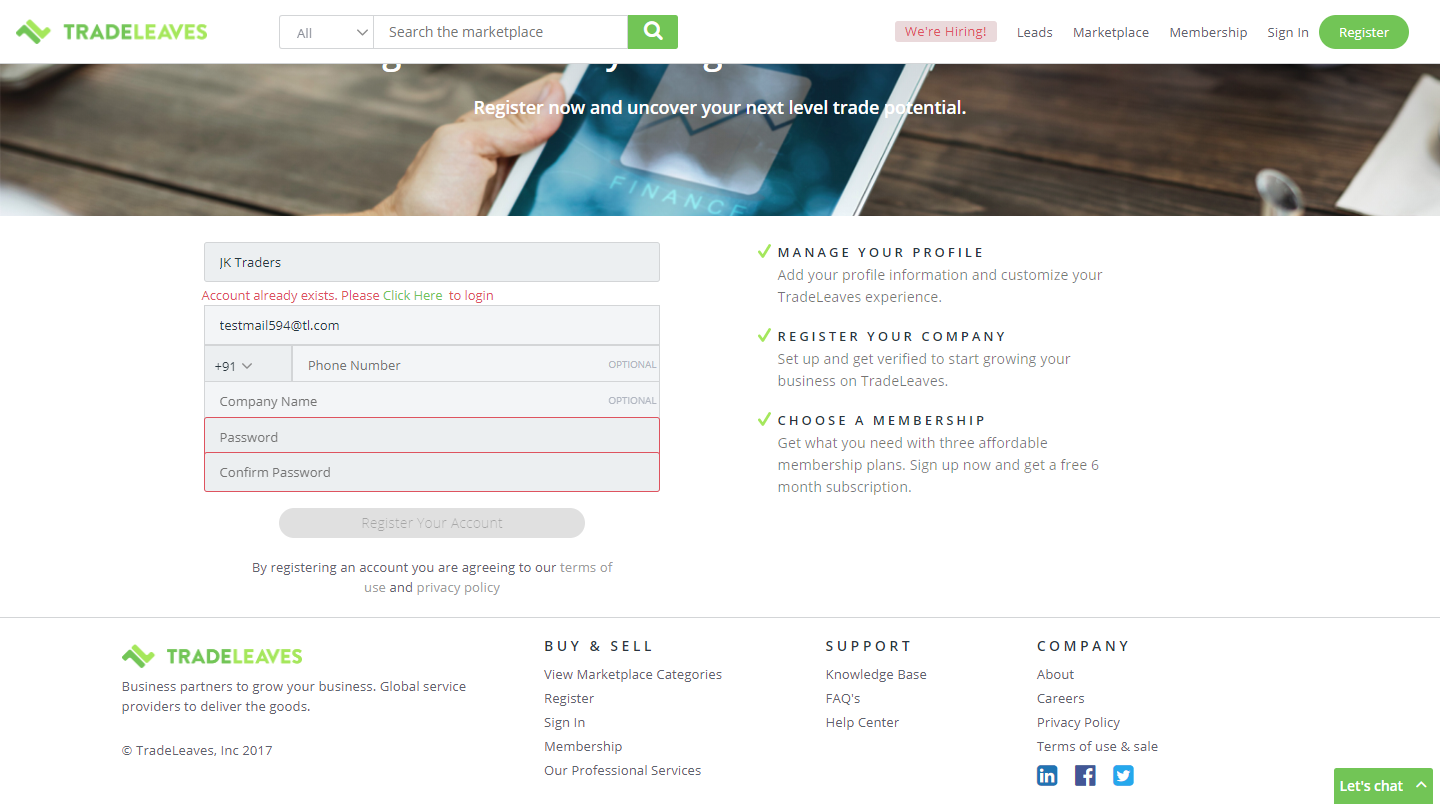 TRADELEAVES
All
Search the marketplace
We're Hiring!
Leads
Marketplace
Membership
Sign In
Register
Register now and uncover your next level trade potential.
FINANCE
JK Traders
Account already exists. Please Click Here to login
testmail594@tl.com
+91
Phone Number
OPTIONAL
Company Name
OPTIONAL
Password
Confirm Password
Register Your Account
By registering an account you are agreeing to our terms of
use and privacy policy
MANAGE YOUR PROFILE
Add your profile information and customize your
TradeLeaves experience.
REGISTER YOUR COMPANY
Set up and get verified to start growing your
business on TradeLeaves.
CHOOSE A MEMBERSHIP
Get what you need with three affordable
membership plans. Sign up now and get a free 6
month subscription.
TRADELEAVES
Business partners to grow your business. Global service
providers to deliver the goods.
© TradeLeaves, Inc 2017
BUY & SELL
View Marketplace Categories
Register
Sign In
Membership
Our Professional Services
SUPPORT
Knowledge Base
FAQ's
Help Center
COMPANY
About
Careers
Privacy Policy
Terms of use & sale
Let's chat